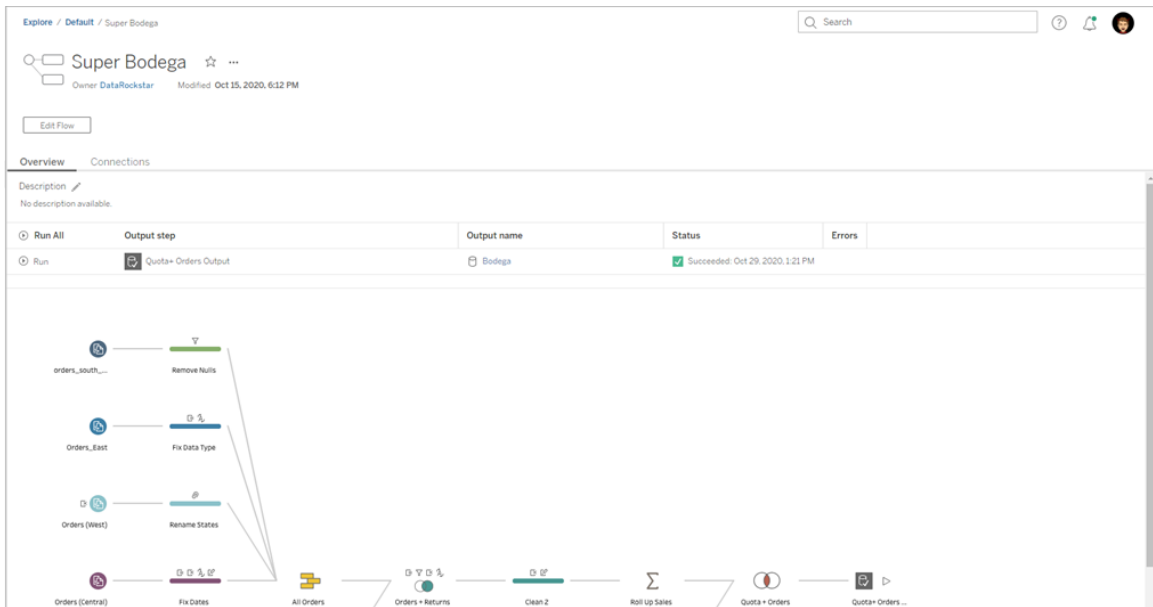 Explore / Default / Super Bodega
Search
Super Bodega
Owner DataRockstar Modified Oct 15, 2020, 6:12 PM
Edit Flow
Overview Connections
Description
No description available.
Run All Output step Output name Status Errors
Run Quota+ Orders Output Bodega Succeeded: Oct 29, 2020, 1:21 PM
orders_south_... Remove Nulls
Orders_East Fix Data Type
Orders (West) Rename States
Orders (Central) Fix Dates All Orders Orders + Returns Clean 2 Roll Up Sales Quota + Orders Quota+ Orders ...